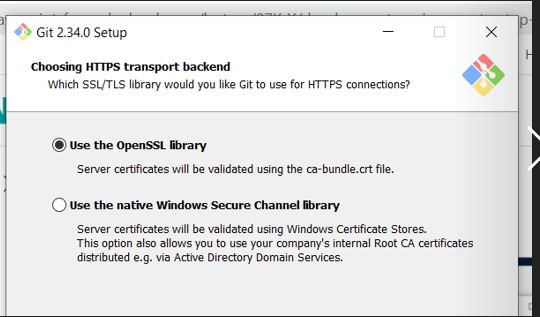 Git 2.34.0 Setup
Choosing HTTPS transport backend
Which SSL/TLS library would you like Git to use for HTTPS connections?
Use the OpenSSL library
Server certificates will be validated using the ca-bundle.crt file.
Use the native Windows Secure Channel library
Server certificates will be validated using Windows Certificate Stores.
This option also allows you to use your company's internal Root CA certificates
distributed e.g. via Active Directory Domain Services.